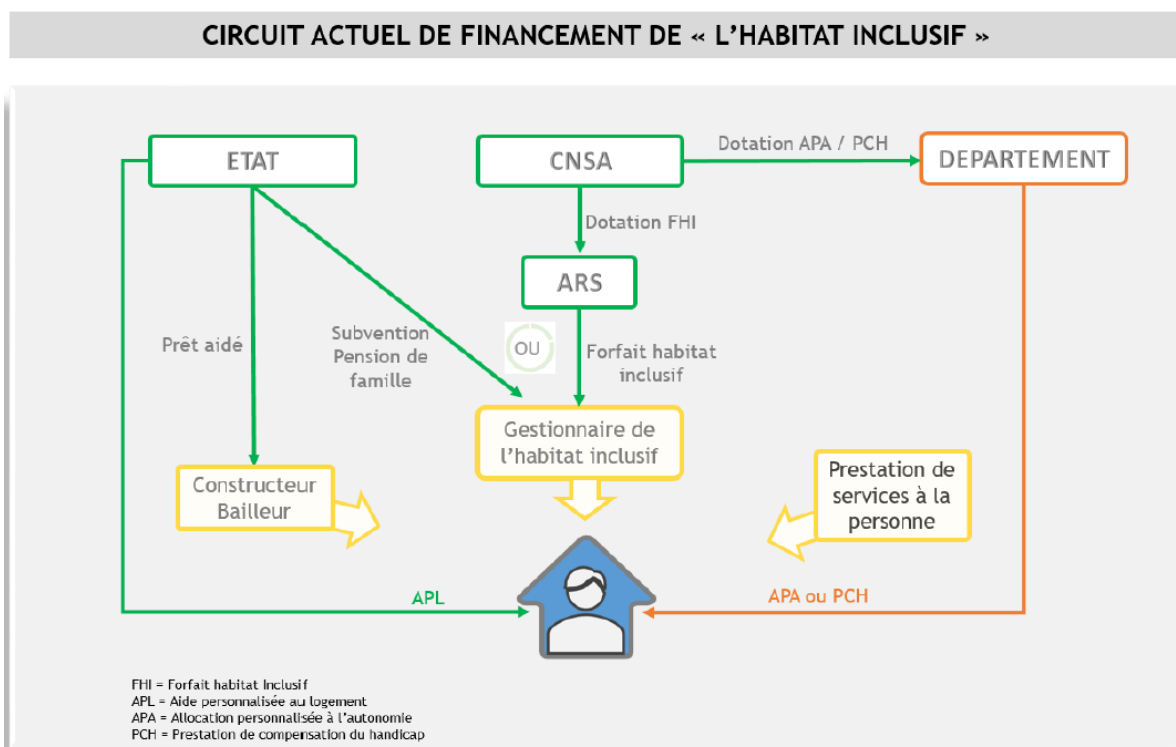 CIRCUIT ACTUEL DE FINANCEMENT DE « L'HABITAT INCLUSIF »
ETAT
CNSA
Dotation APA / PCH
DEPARTEMENT
Dotation FHI
ARS
Prêt aidé
Subvention
Pension de
famille
OU
Forfait habitat
inclusif
Gestionnaire de
l'habitat inclusif
Constructeur
Bailleur
Prestation de
services à la
personne
APL
APA ou PCH
FHI = Forfait habitat Inclusif
APL = Aide personnalisée au logement
APA = Allocation personnalisée à l'autonomie
PCH = Prestation de compensation du handicap